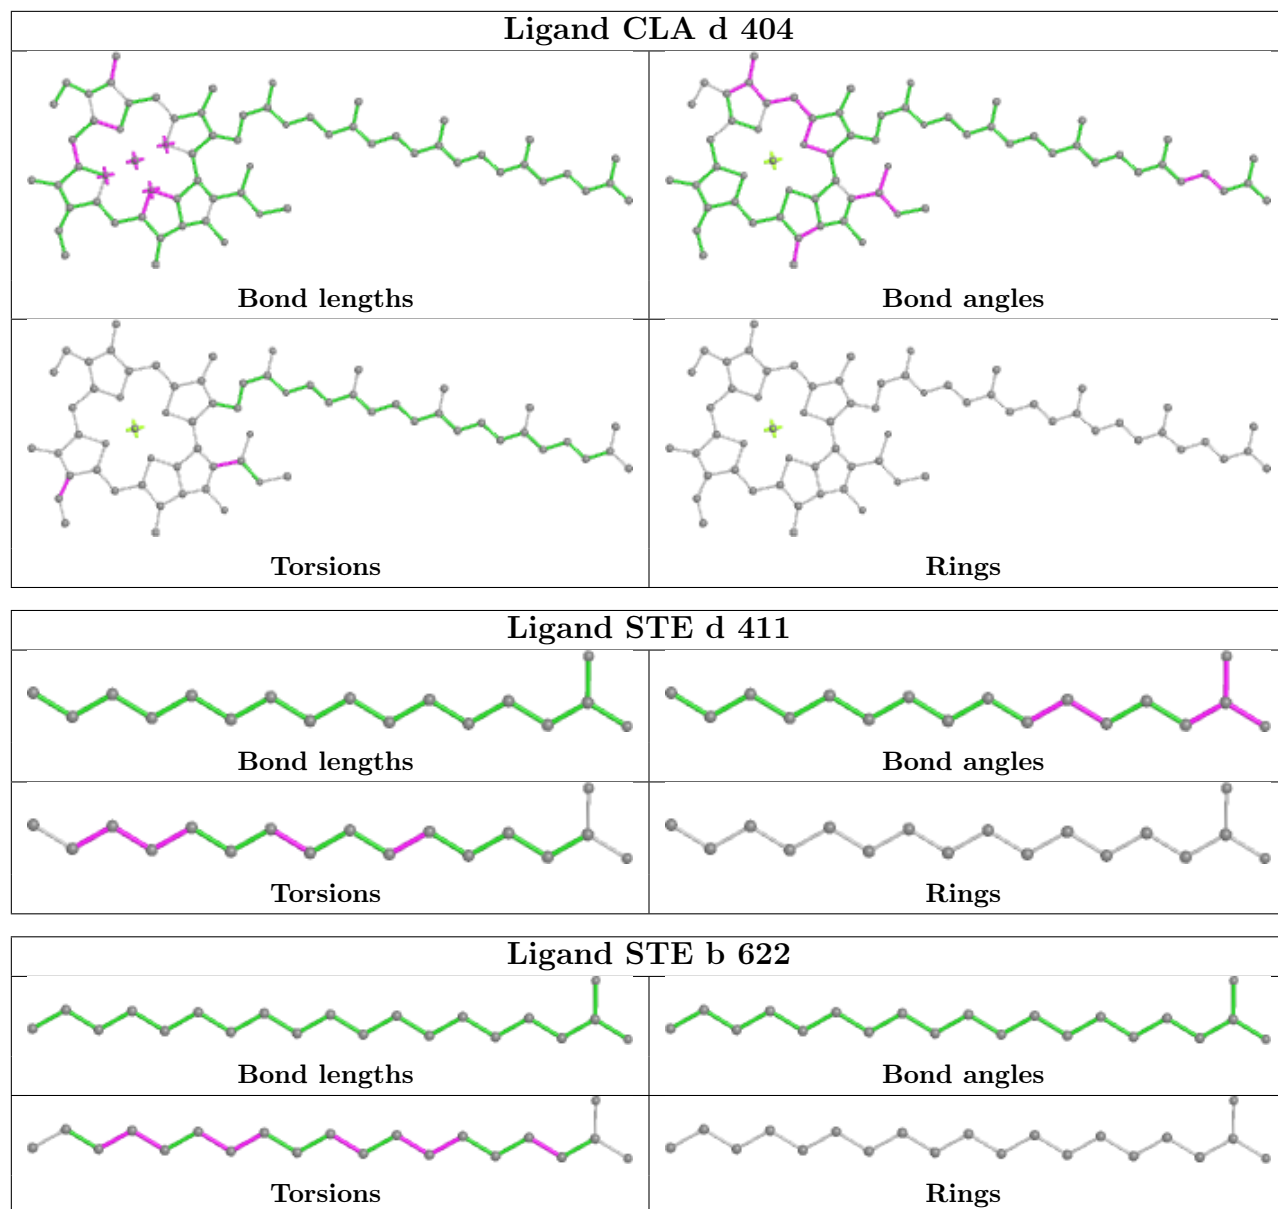 Ligand CLA d 404
Bond lengths
Bond angles
Torsions
Rings
Ligand STE d 411
Bond lengths
Bond angles
Torsions
Rings
Ligand STE b 622
Bond lengths
Bond angles
Torsions
Rings